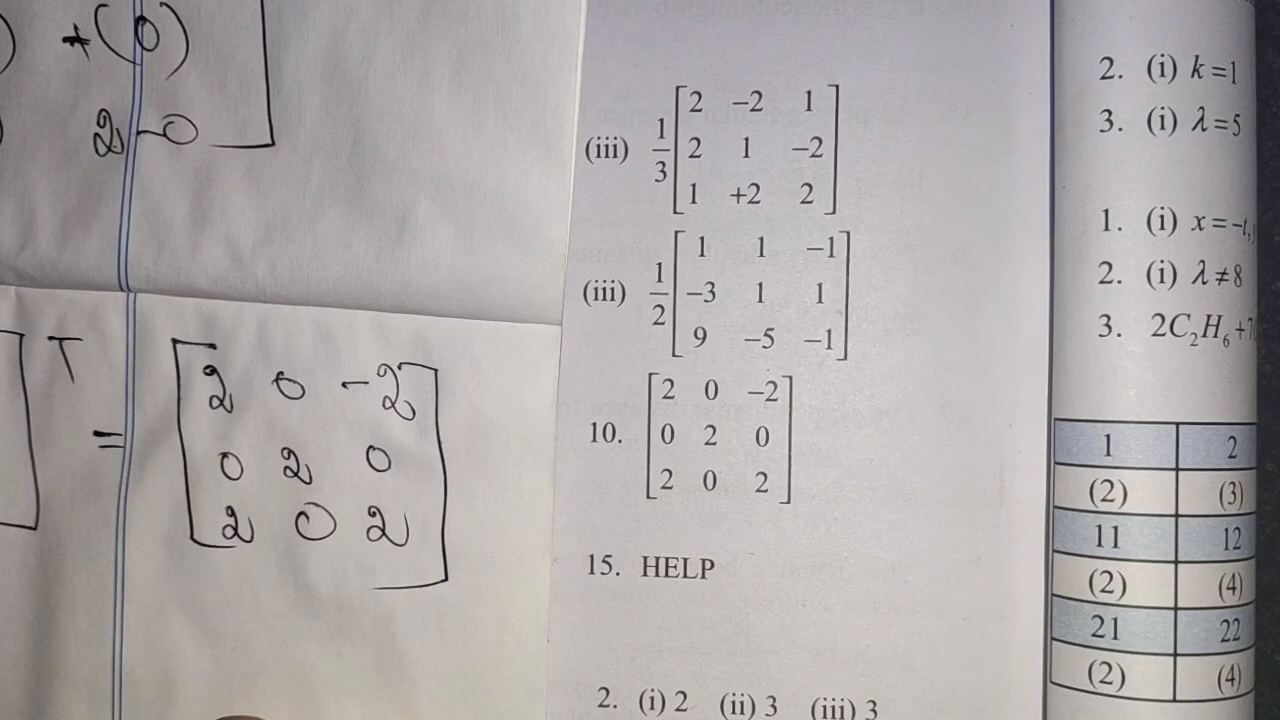 ) + (0)
2 - 0
T = [2 0 -2
0 2 0
2 0 2]
(iii) 1/3 [2 -2 1
2 1 -2
1 +2 2]
(iii) 1/2 [1 1 -1
-3 1 1
9 -5 -1]
10. [2 0 -2
0 2 0
2 0 2]
15. HELP
2. (i) 2 (ii) 3 (iii) 3
2. (i) k=1
3. (i) λ=5
1. (i) x=-1,
2. (i) λ≠8
3. 2C₂H₆+7
1 2
(2) (3)
11 12
(2) (4)
21 22
(2) (4)